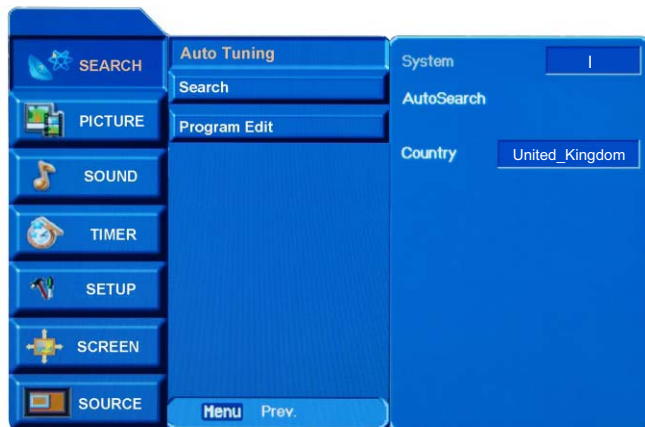 SEARCH
PICTURE
SOUND
TIMER
SETUP
SCREEN
SOURCE
Auto Tuning
Search
Program Edit
Menu Prev.
System I
AutoSearch
Country United_Kingdom